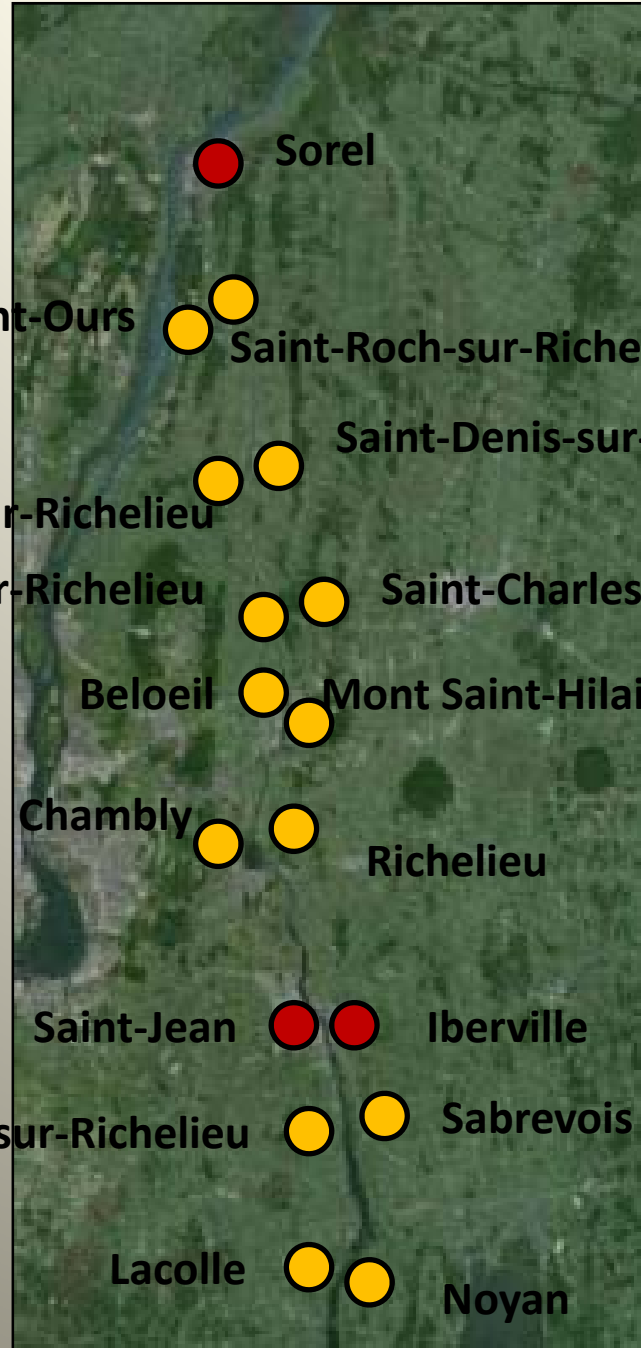 Sorel
nt-Ours
Saint-Roch-sur-Riche
Saint-Denis-sur-
r-Richelieu
r-Richelieu
Saint-Charles
Beloeil
Mont Saint-Hilai
Chambly
Richelieu
Saint-Jean
Iberville
sur-Richelieu
Sabrevois
Lacolle
Noyan